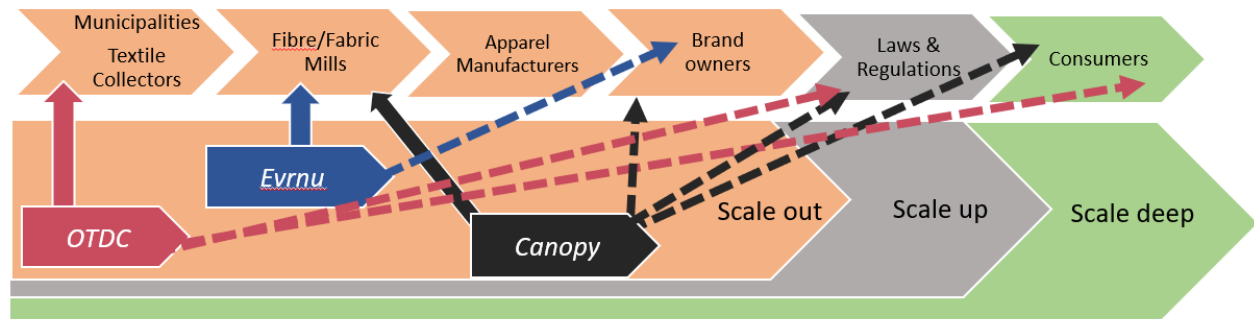 Municipalities
Textile
Collectors
Fibre/Fabric
Mills
Apparel
Manufacturers
Brand
owners
Laws &
Regulations
Consumers
Evrnu
OTDC
Canopy
Scale out
Scale up
Scale deep